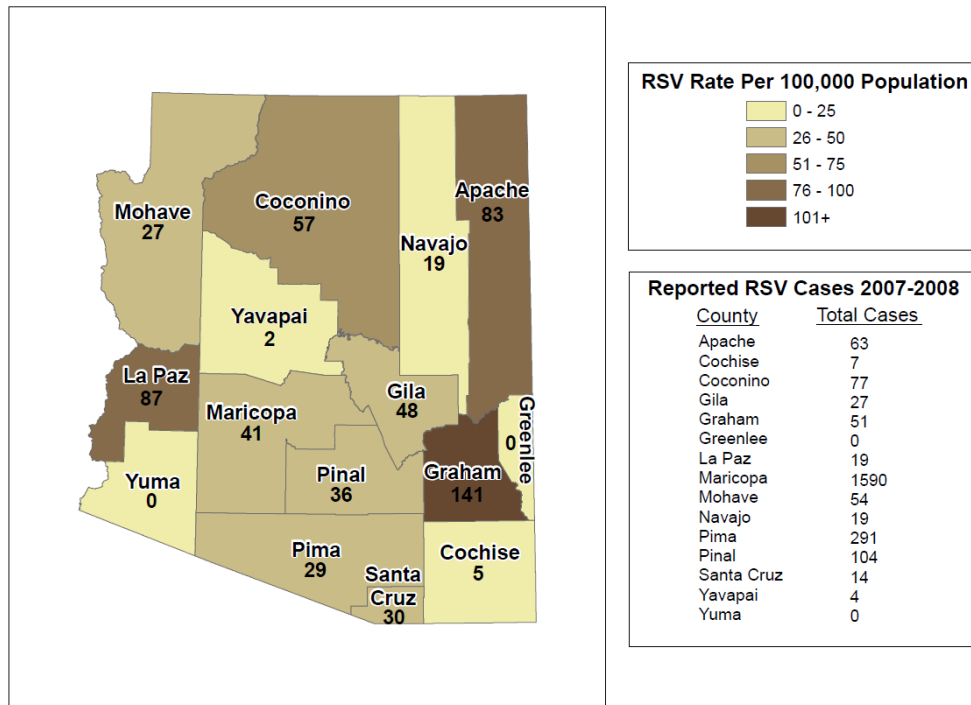 Mohave
27
Coconino
57
Navajo
19
Apache
83
Yavapai
2
La Paz
87
Maricopa
41
Gila
48
Greenlee
0
Yuma
0
Pinal
36
Graham
141
Pima
29
Santa
Cruz
30
Cochise
5
RSV Rate Per 100,000 Population
0 - 25
26 - 50
51 - 75
76 - 100
101+
Reported RSV Cases 2007-2008
County Total Cases
Apache 63
Cochise 7
Coconino 77
Gila 27
Graham 51
Greenlee 0
La Paz 19
Maricopa 1590
Mohave 54
Navajo 19
Pima 291
Pinal 104
Santa Cruz 14
Yavapai 4
Yuma 0